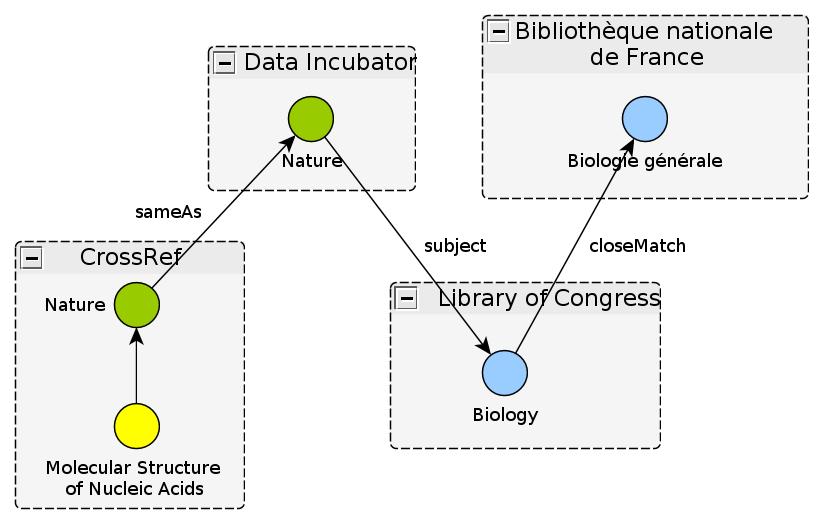 Bibliothèque nationale
de France
Data Incubator
Nature
Biologie générale
sameAs
subject
closeMatch
CrossRef
Nature
Library of Congress
Biology
Molecular Structure
of Nucleic Acids